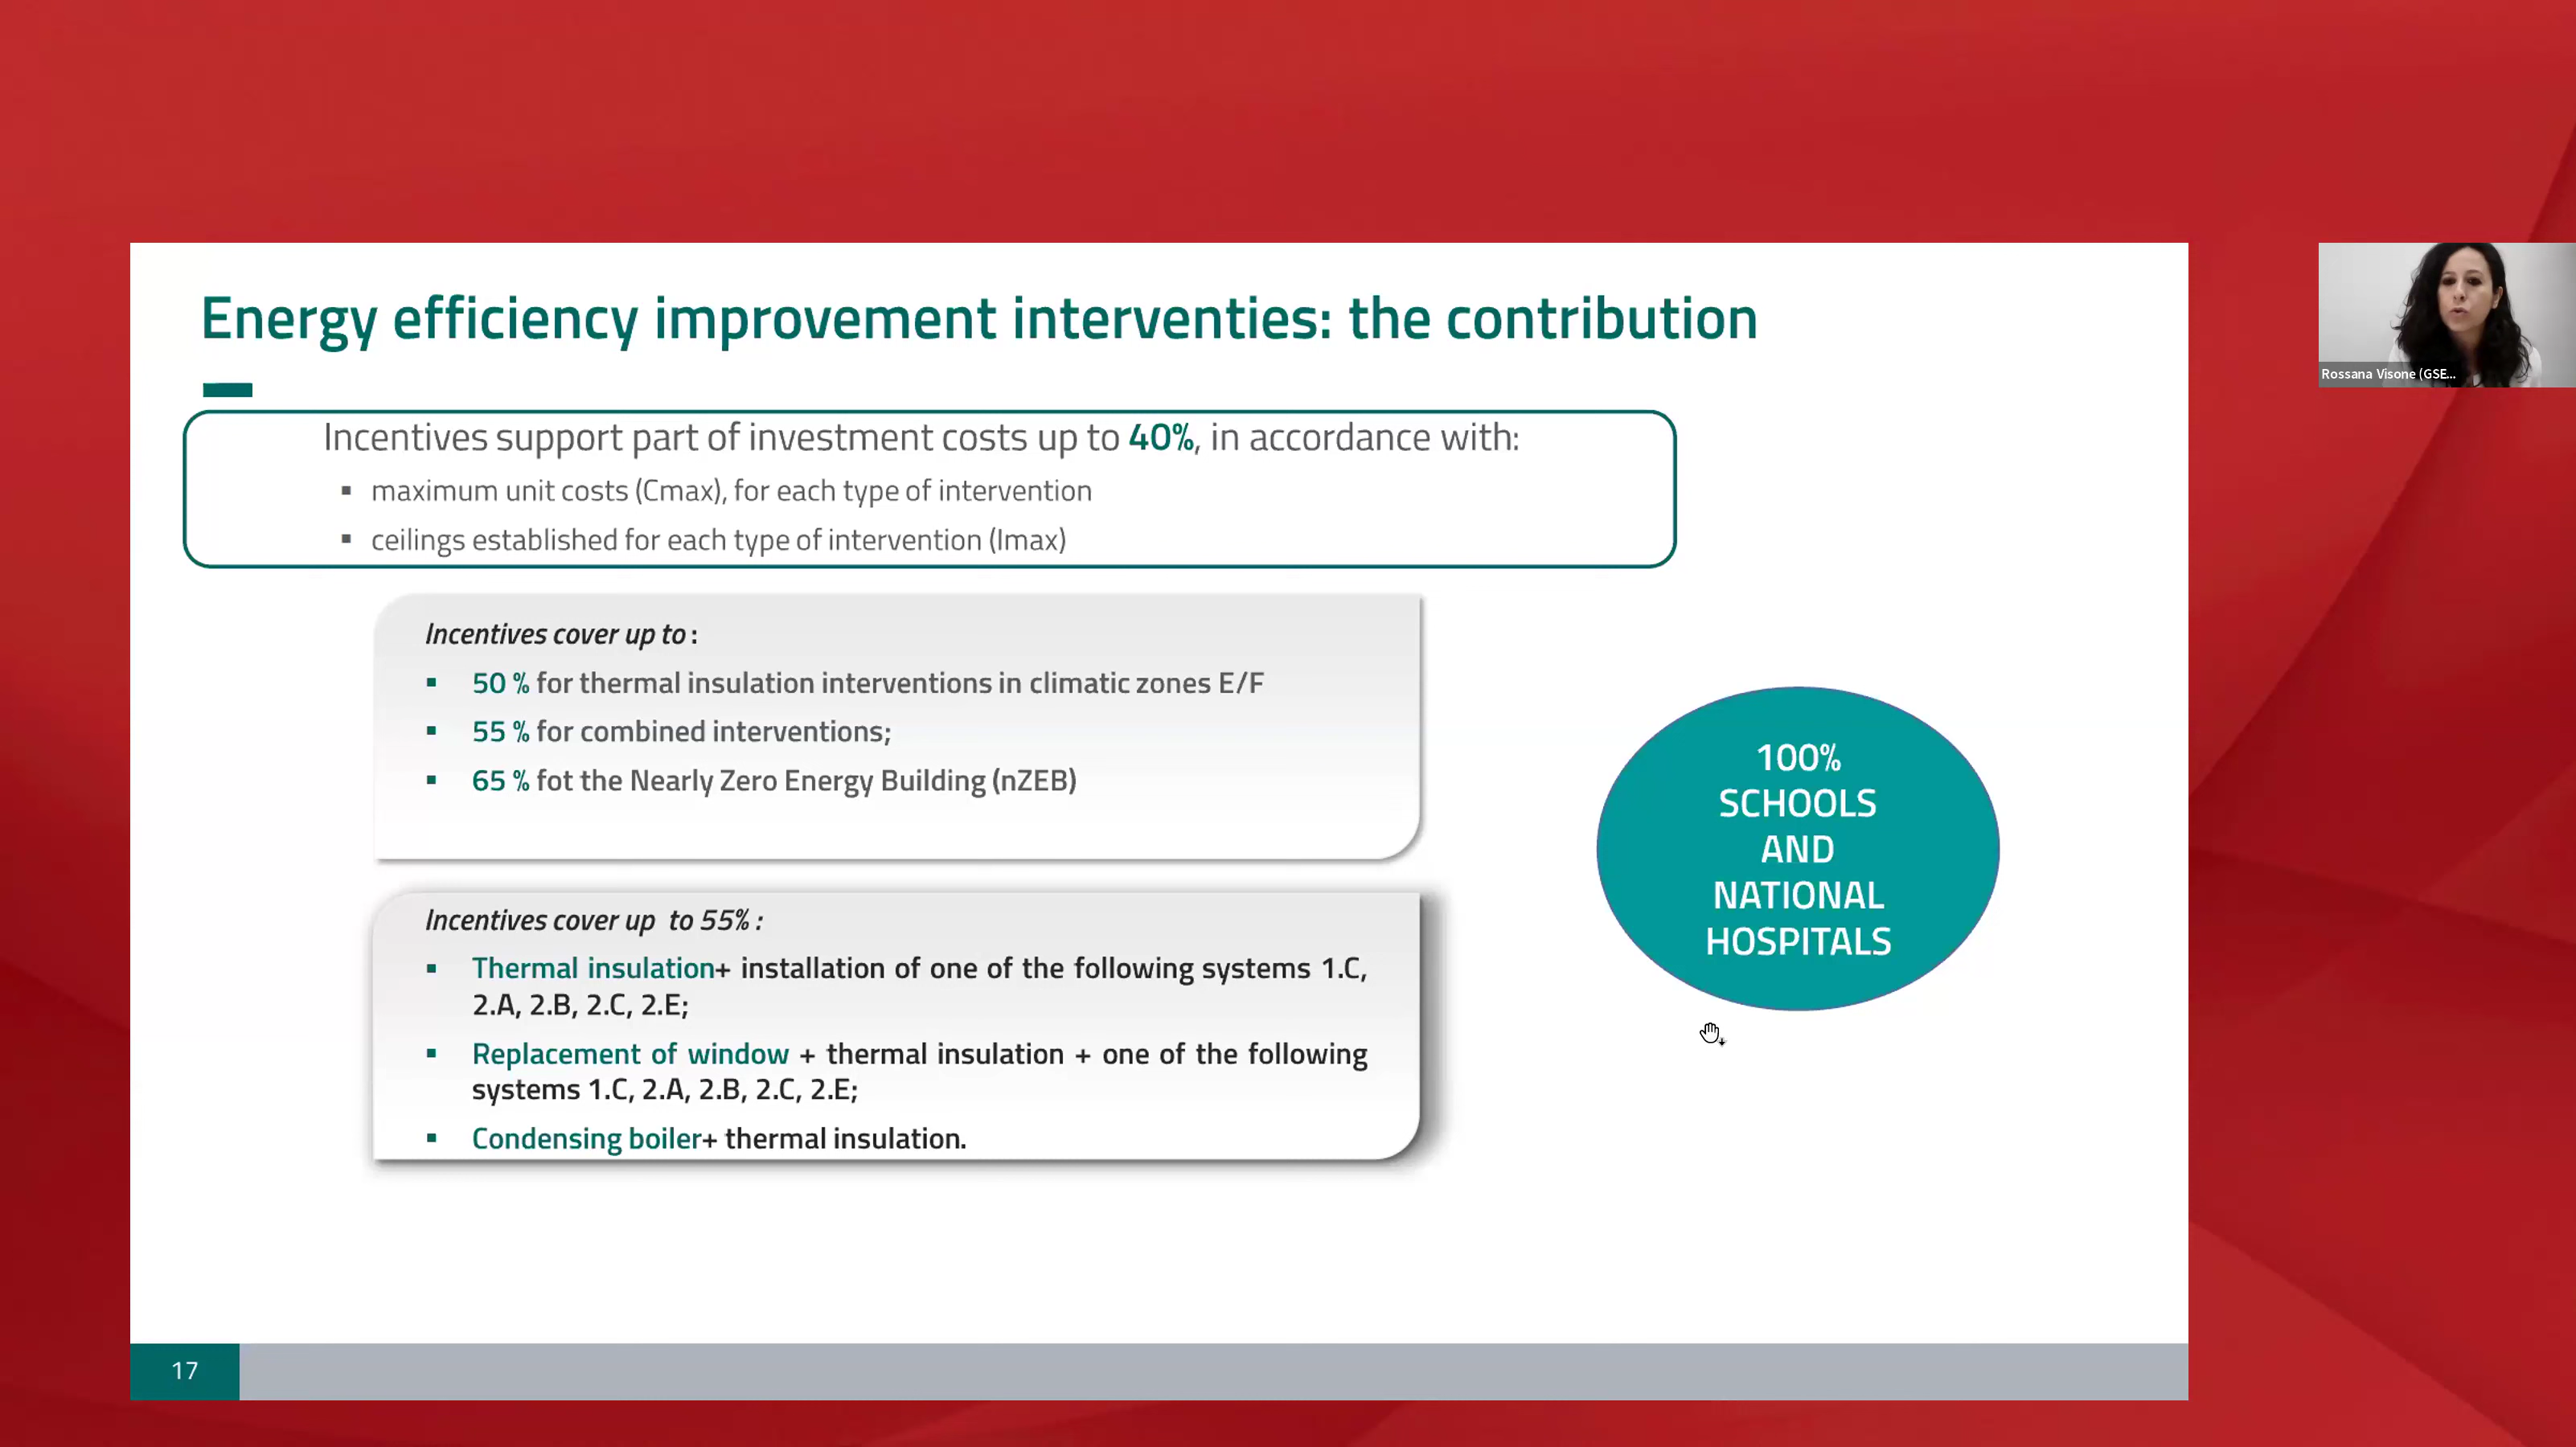 Energy efficiency improvement interventies: the contribution
Incentives support part of investment costs up to 40%, in accordance with:
▪ maximum unit costs (Cmax), for each type of intervention
▪ ceilings established for each type of intervention (Imax)
Incentives cover up to :
▪ 50 % for thermal insulation interventions in climatic zones E/F
▪ 55 % for combined interventions;
▪ 65 % fot the Nearly Zero Energy Building (nZEB)
Incentives cover up to 55% :
▪ Thermal insulation+ installation of one of the following systems 1.C,
2.A, 2.B, 2.C, 2.E;
▪ Replacement of window + thermal insulation + one of the following
systems 1.C, 2.A, 2.B, 2.C, 2.E;
▪ Condensing boiler+ thermal insulation.
100%
SCHOOLS
AND
NATIONAL
HOSPITALS
Rossana Visone (GSE...
17